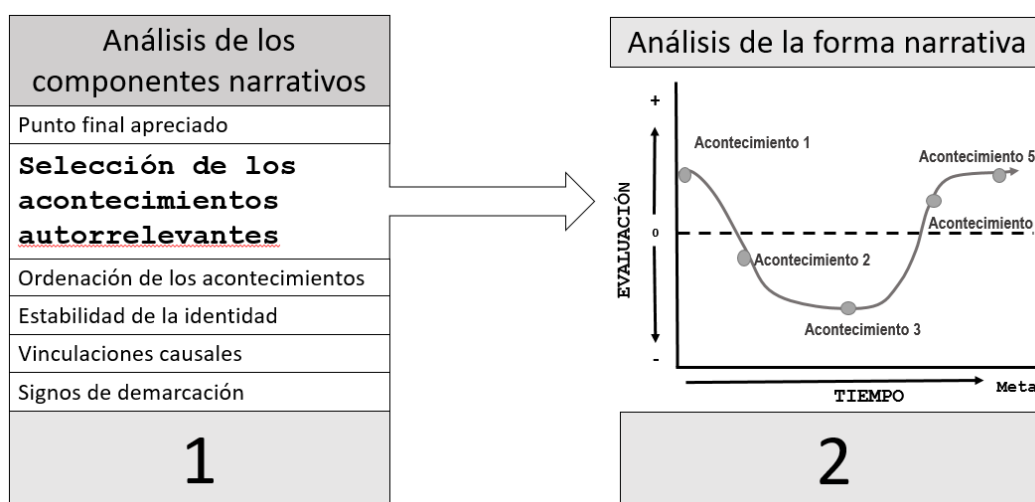 Análisis de los
componentes narrativos
Punto final apreciado
Selección de los
acontecimientos
autorrelevantes
Ordenación de los acontecimientos
Estabilidad de la identidad
Vinculaciones causales
Signos de demarcación
1
Análisis de la forma narrativa
+
EVALUACIÓN
0
-
Acontecimiento 1
Acontecimiento 2
Acontecimiento 3
Acontecimiento
Acontecimiento 5
TIEMPO
Meta
2